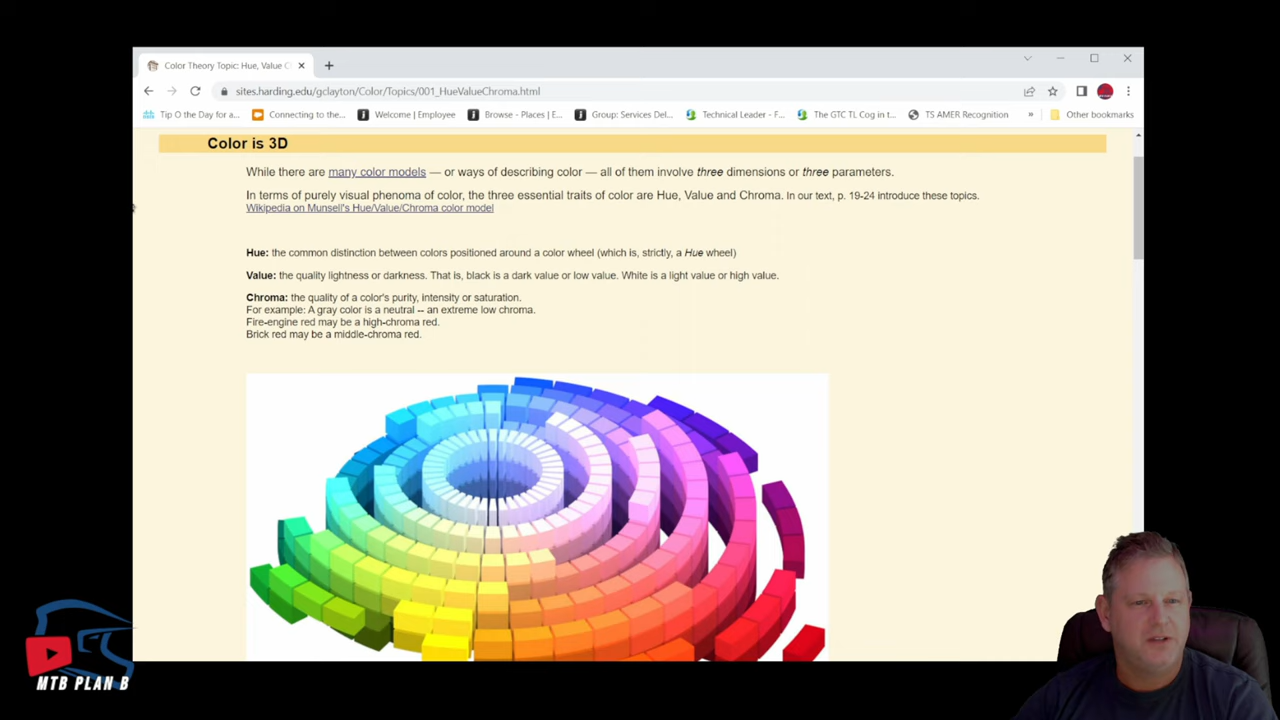 Color Theory Topic: Hue, Value C
sites.harding.edu/gclayton/Color/Topics/001_HueValueChroma.html
Tip O the Day for a...
Connecting to the...
Welcome | Employee
Browse - Places | E...
Group: Services Del...
Technical Leader - F...
The GTC TL Cog in t...
TS AMER Recognition
»
Other bookmarks
Color is 3D
While there are many color models — or ways of describing color — all of them involve three dimensions or three parameters.
In terms of purely visual phenoma of color, the three essential traits of color are Hue, Value and Chroma. In our text, p. 19-24 introduce these topics.
Wikipedia on Munsell's Hue/Value/Chroma color model
Hue: the common distinction between colors positioned around a color wheel (which is, strictly, a Hue wheel)
Value: the quality lightness or darkness. That is, black is a dark value or low value. White is a light value or high value.
Chroma: the quality of a color's purity, intensity or saturation.
For example: A gray color is a neutral -- an extreme low chroma.
Fire-engine red may be a high-chroma red.
Brick red may be a middle-chroma red.
MTB PLAN B